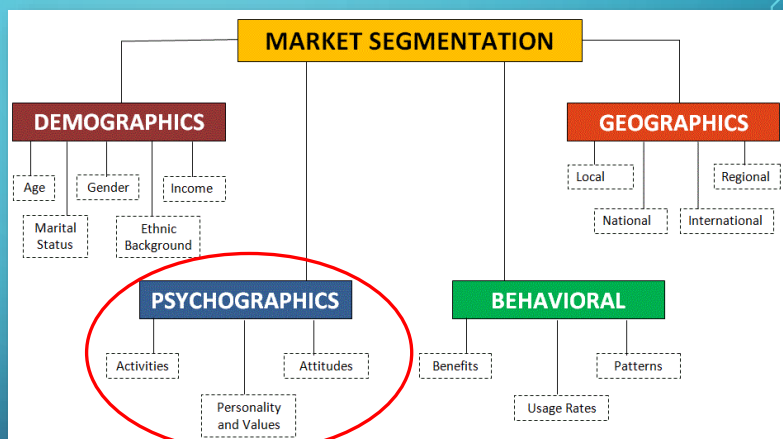 MARKET SEGMENTATION
DEMOGRAPHICS
GEOGRAPHICS
Age
Gender
Income
Marital
Status
Ethnic
Background
Local
Regional
National
International
PSYCHOGRAPHICS
BEHAVIORAL
Activities
Attitudes
Personality
and Values
Benefits
Patterns
Usage Rates